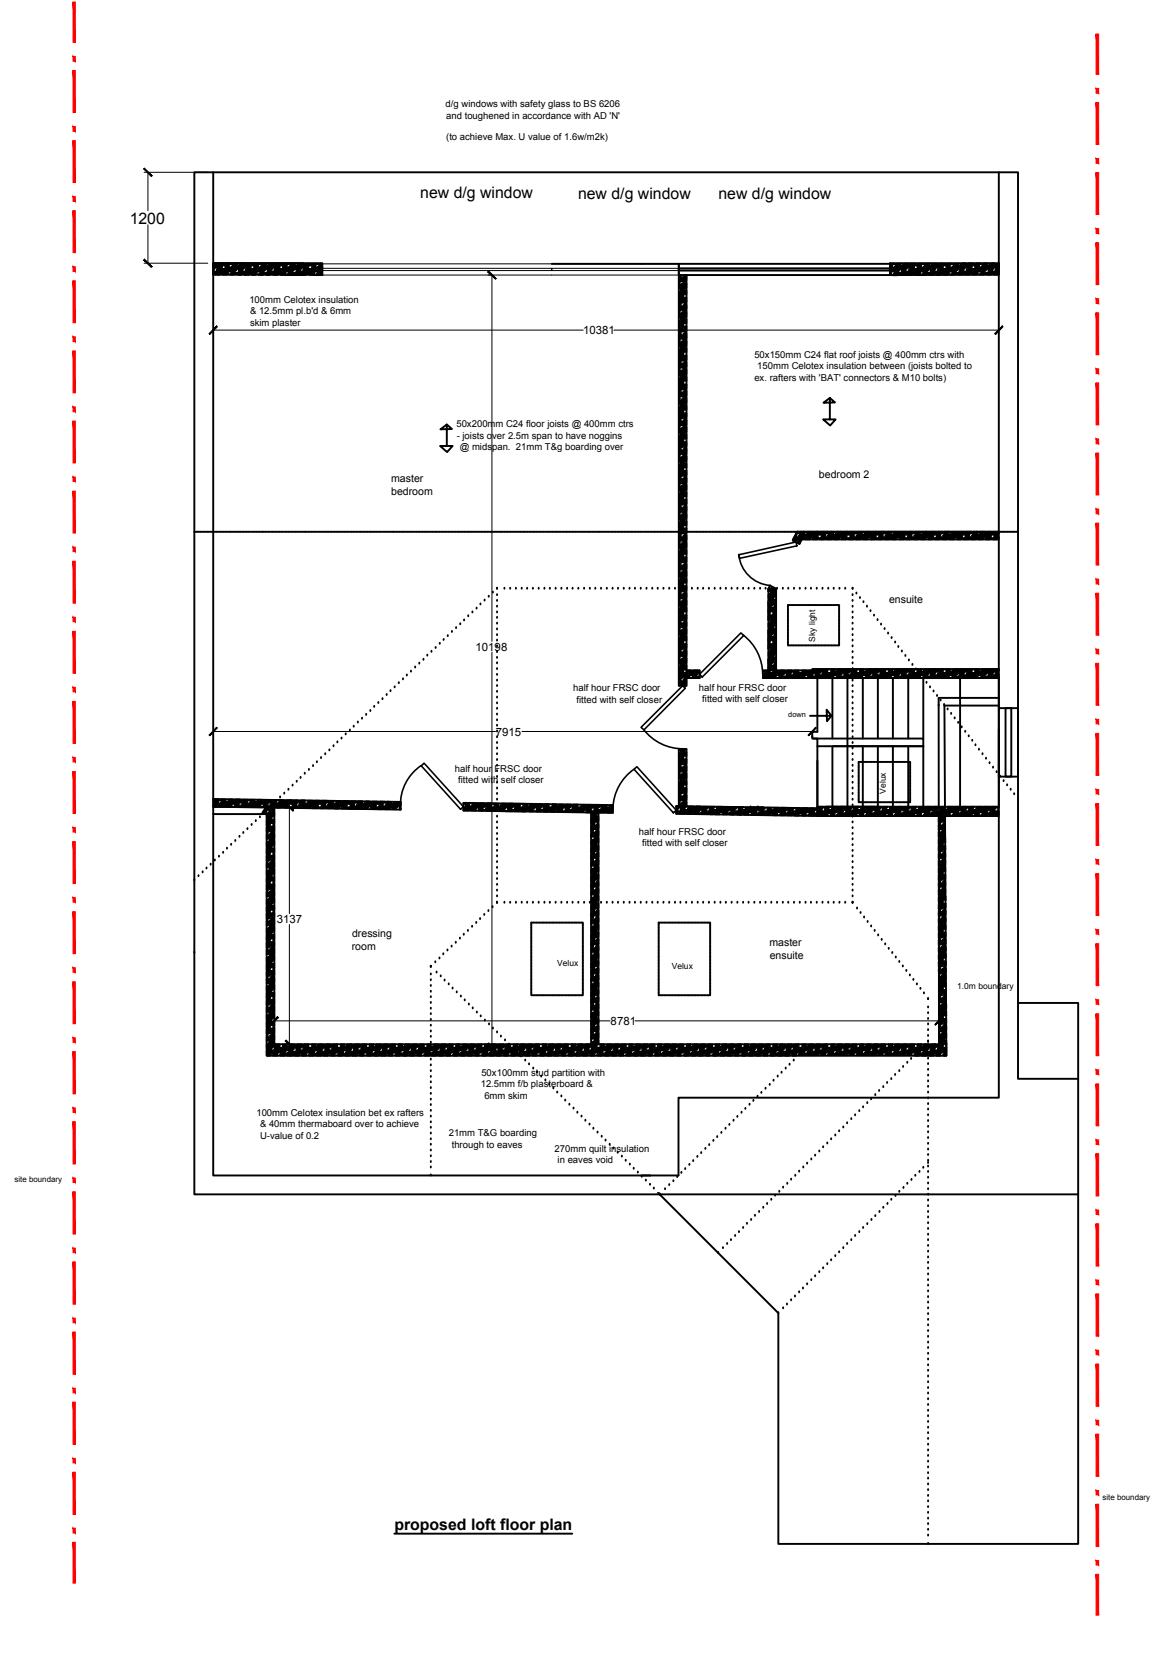 d/g windows with safety glass to BS 6206
and toughened in accordance with AD 'N'
(to achieve Max. U value of 1.6w/m2k)
new d/g window
new d/g window
new d/g window
1200
100mm Celotex insulation
& 12.5mm pl.b'd & 6mm
skim plaster
10381
50x150mm C24 flat roof joists @ 400mm ctrs with
150mm Celotex insulation between (joists bolted to
ex. rafters with 'BAT' connectors & M10 bolts)
50x200mm C24 floor joists @ 400mm ctrs
- joists over 2.5m span to have noggins
@ midspan. 21mm T&g boarding over
master
bedroom
bedroom 2
ensuite
Sky light
10198
half hour FRSC door
fitted with self closer
half hour FRSC door
fitted with self closer
down
7915
half hour FRSC door
fitted with self closer
Velux
half hour FRSC door
fitted with self closer
3137
dressing
room
Velux
Velux
master
ensuite
1.0m boundary
8781
50x100mm stud partition with
12.5mm f/b plasterboard &
6mm skim
100mm Celotex insulation bet ex rafters
& 40mm thermaboard over to achieve
U-value of 0.2
21mm T&G boarding
through to eaves
270mm quilt insulation
in eaves void
site boundary
site boundary
proposed loft floor plan